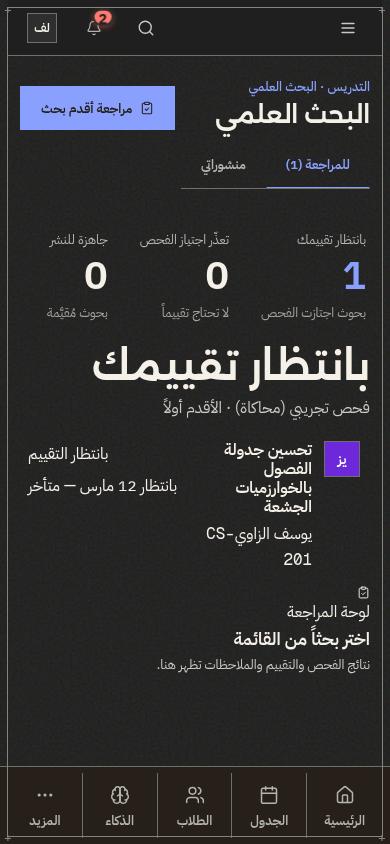 2
لف
التدريس · البحث العلمي
البحث العلمي
مراجعة أقدم بحث
للمراجعة (1)
منشوراتي
بانتظار تقييمك
1
بحوث اجتازت الفحص
تعذّر اجتياز الفحص
0
لا تحتاج تقييماً
جاهزة للنشر
0
بحوث مُقيَّمة
بانتظار تقييمك
فحص تجريبي (محاكاة) · الأقدم أولاً
يز
تحسين جدولة
الفصول
بالخوارزميات
الجشعة
يوسف الزاوي-CS
201
بانتظار التقييم
بانتظار 12 مارس — متأخر
لوحة المراجعة
اختر بحثاً من القائمة
نتائج الفحص والتقييم والملاحظات تظهر هنا.
الرئيسية
الجدول
الطلاب
الذكاء
المزيد